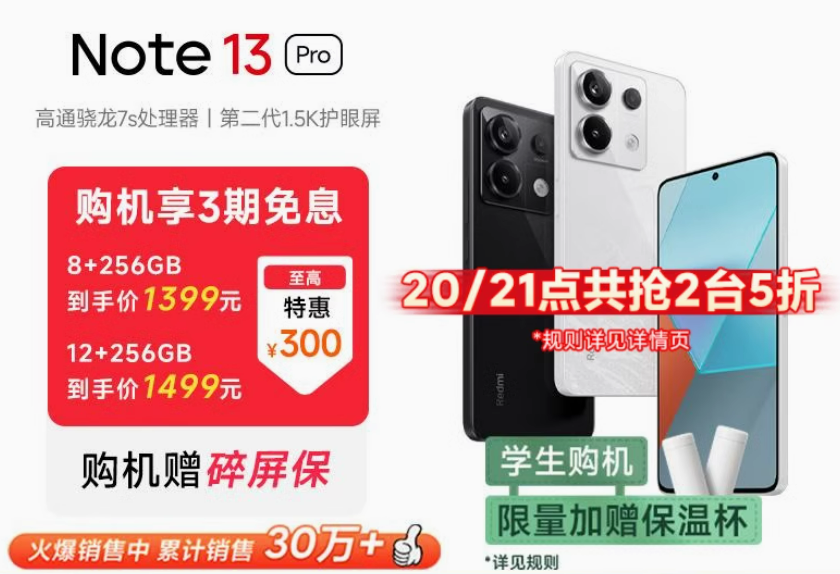 Note 13 Pro
高通骁龙7s处理器丨第二代1.5K护眼屏
购机享3期免息
8+256GB
到手价1399元
12+256GB
到手价1499元
至高
特惠
¥300
购机赠碎屏保
火爆销售中 累计销售 30万+
20/21点共抢2台5折
*规则详见详情页
Redmi
学生购机
限量加赠保温杯
*详见规则